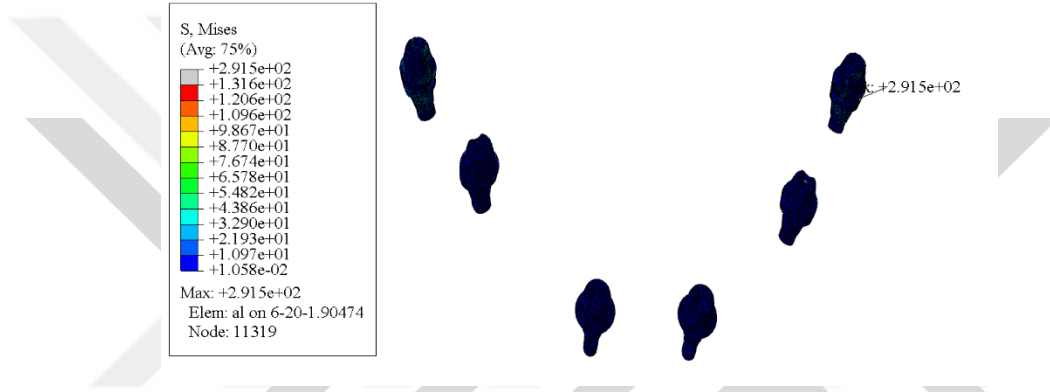 S, Mises
(Avg: 75%)
+2.915e+02
+1.316e+02
+1.206e+02
+1.096e+02
+9.867e+01
+8.770e+01
+7.674e+01
+6.578e+01
+5.482e+01
+4.386e+01
+3.290e+01
+2.193e+01
+1.097e+01
+1.058e-02
Max: +2.915e+02
Elem: al on 6-20-1.90474
Node: 11319
+2.915e+02